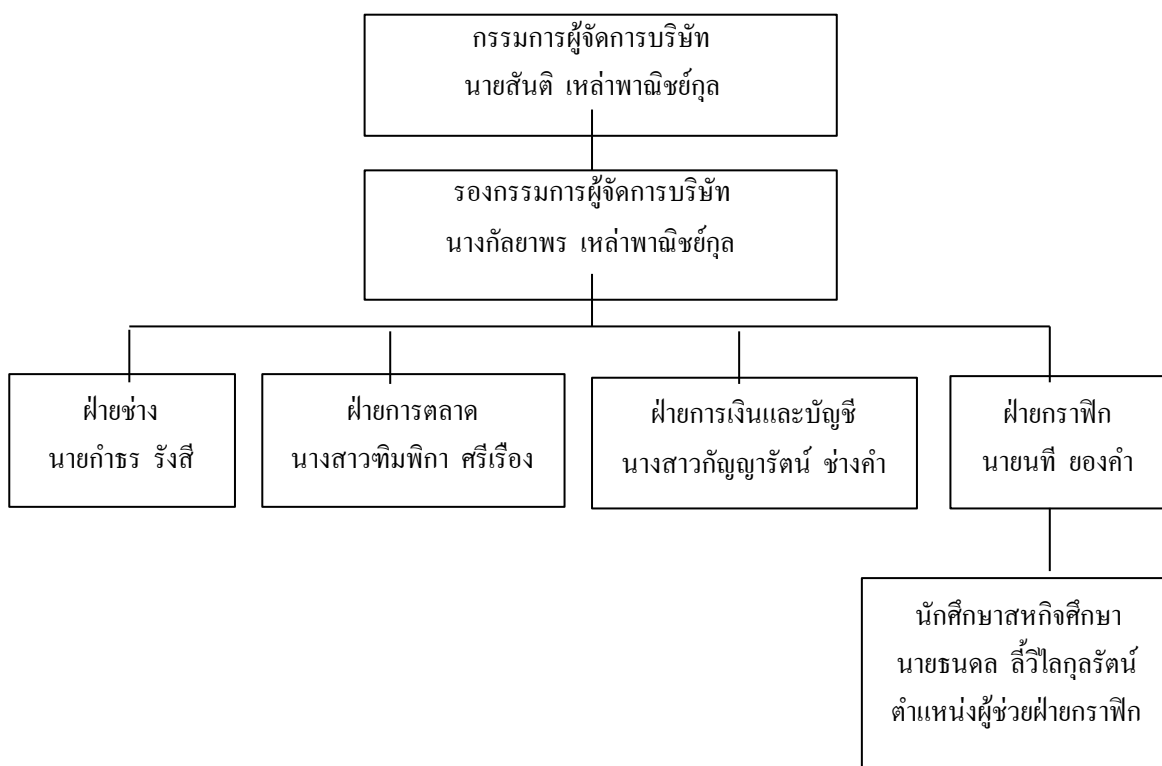 กรรมการผู้จัดการบริษัท
นายสันติ เหล่าพาณิชย์กุล
รองกรรมการผู้จัดการบริษัท
นางกัลยาพร เหล่าพาณิชย์กุล
ฝ่ายช่าง
นายกำธร รังสี
ฝ่ายการตลาด
นางสาวฑิมพิกา ศรีเรือง
ฝ่ายการเงินและบัญชี
นางสาวกัญญารัตน์ ช่างคำ
ฝ่ายกราฟิก
นายนที ยองคำ
นักศึกษาสหกิจศึกษา
นายธนดล ลี้วิไลกุลรัตน์
ตำแหน่งผู้ช่วยฝ่ายกราฟิก